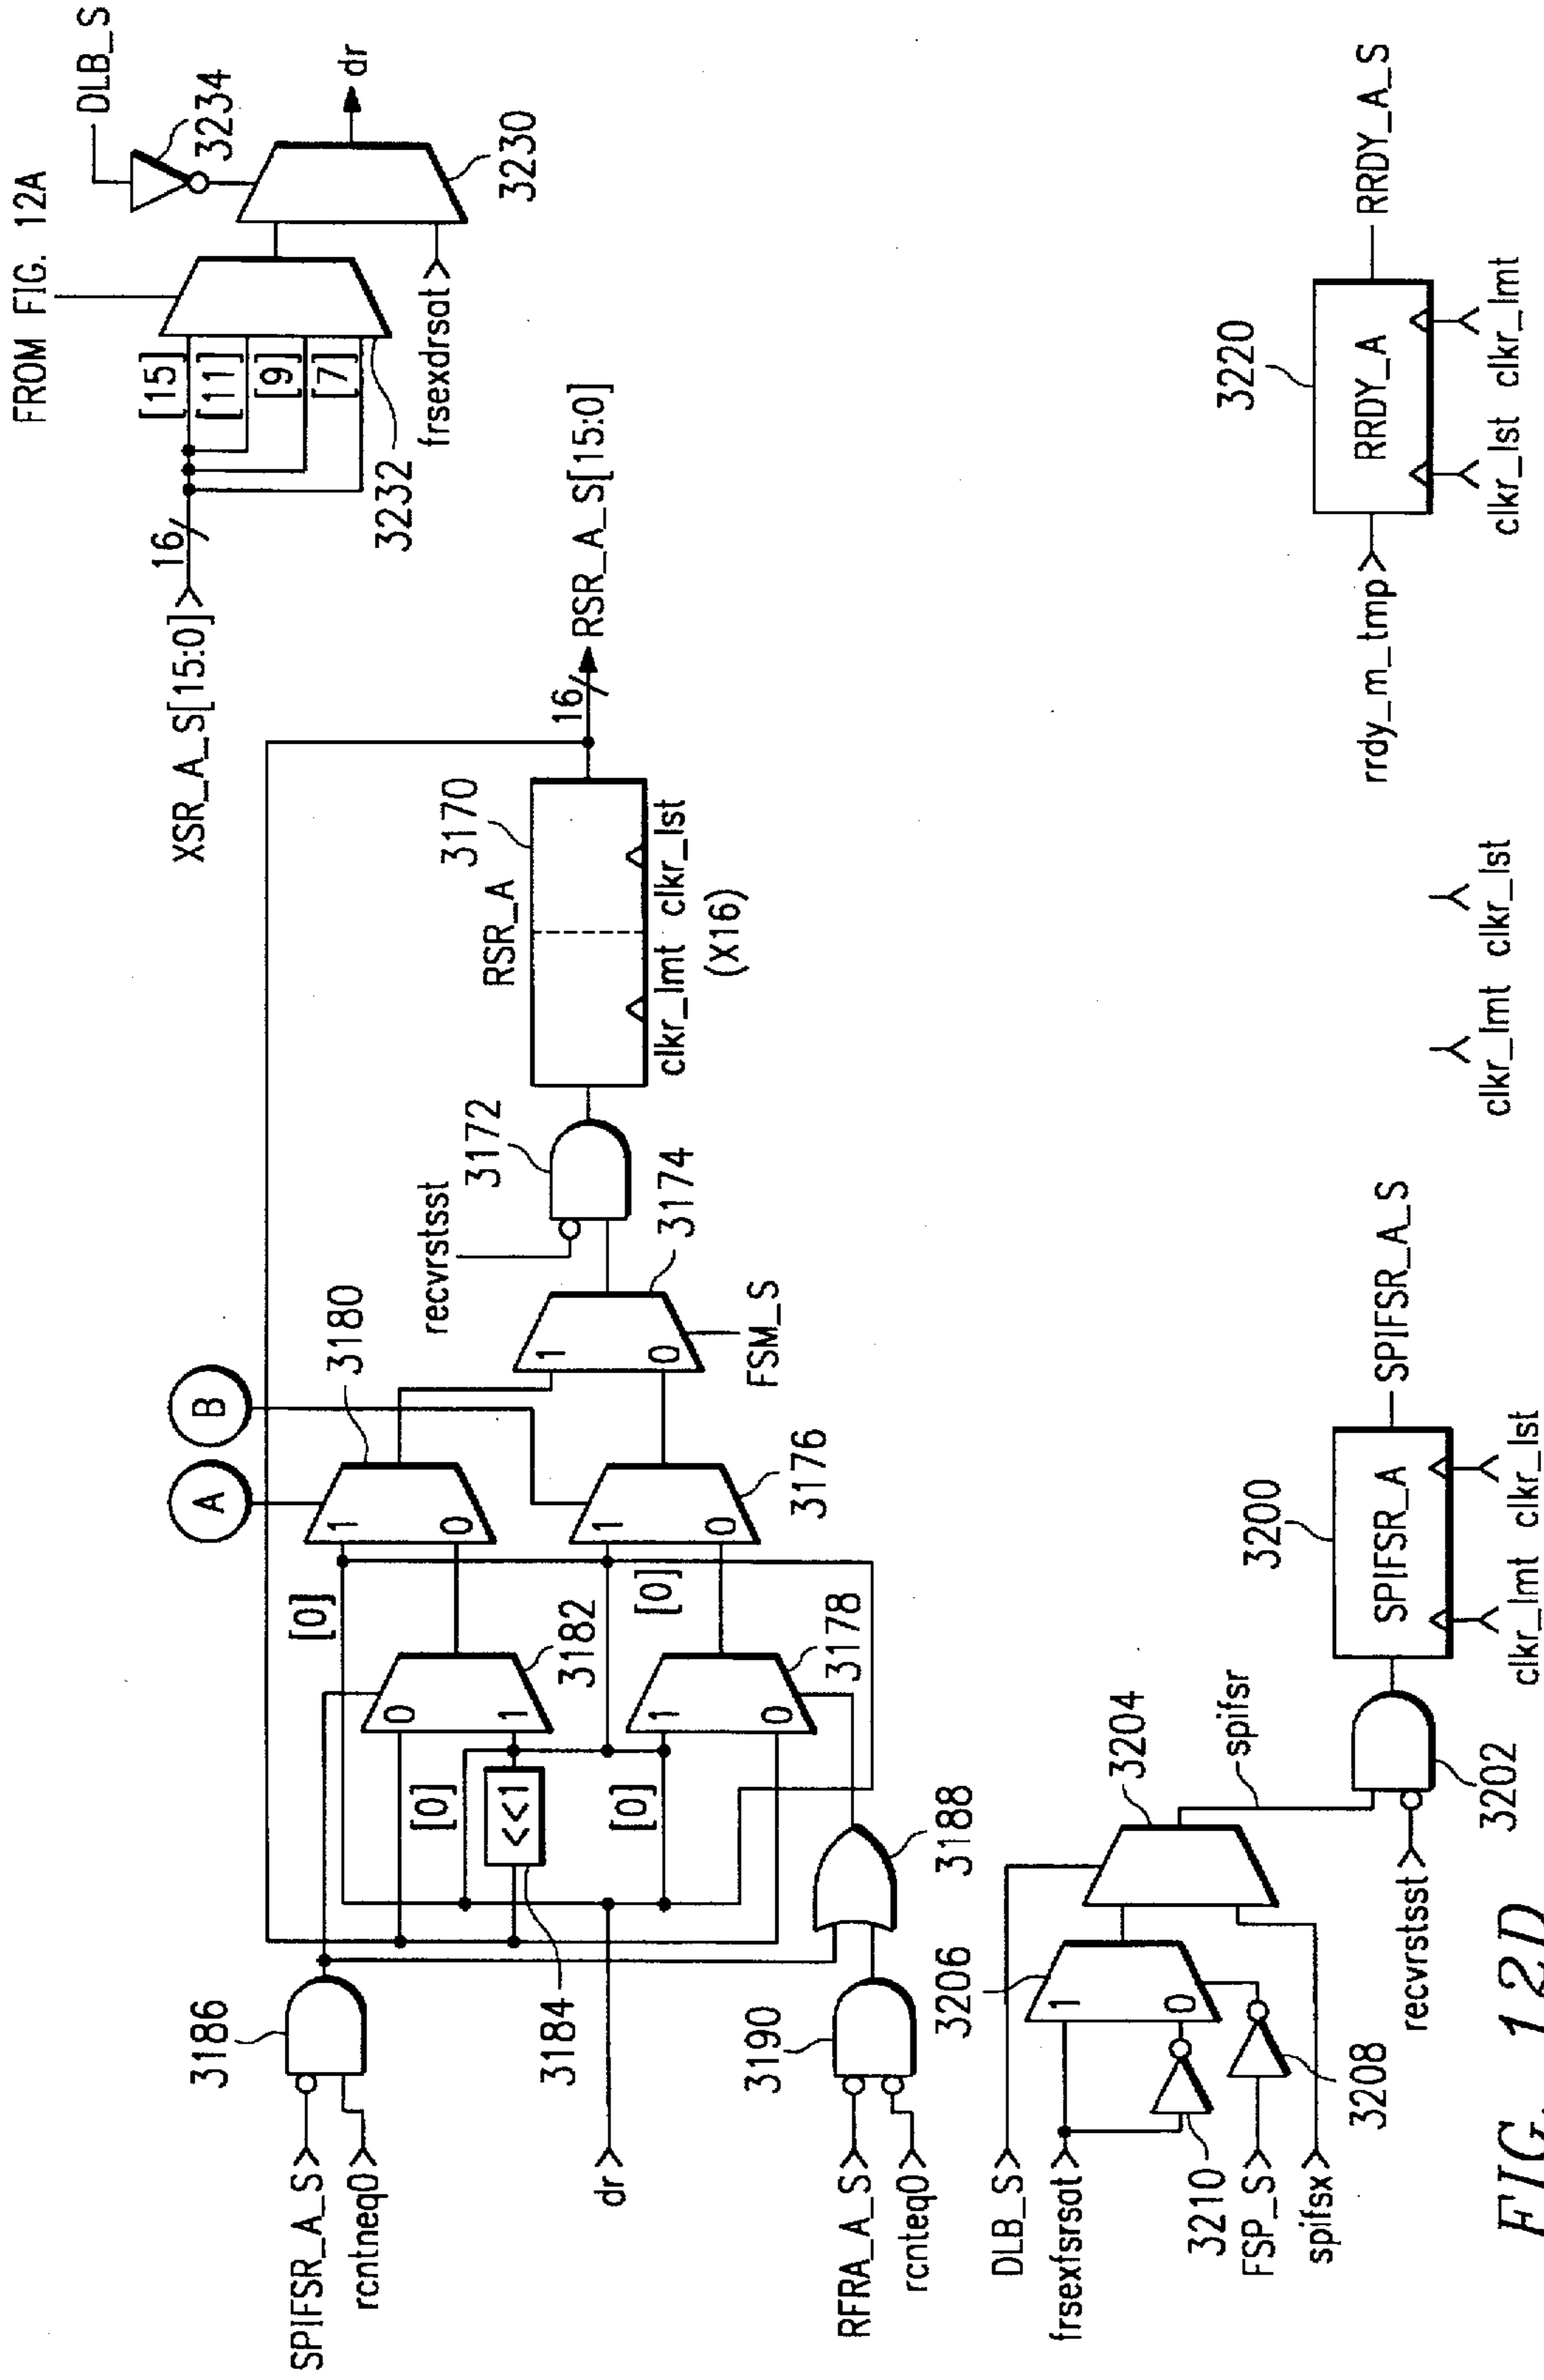 FROM FIG. 12A
DLB_S
3234
XSR_A_S[15:0]
16
[15]
[11]
[9]
[7]
3232
dr
3230
frsexdrsat
A
B
3180
3186
SPIFSR_A_S
rcntneq0
[0]
1
0
0
1
3182
[0]
<<1
3184
dr
[0]
[0]
1
0
3178
1
0
3176
1
0
3174
FSM_S
recvrstsst
3172
RSR_A
3170
clkr_lmt
clkr_lst
(X16)
16
RSR_A_S[15:0]
3190
RFRA_A_S
rcnteq0
3188
DLB_S
frsexfsrsat
3206
1
0
3210
FSP_S
3208
spifsx
3204
spifsr
recvrstsst
3202
3200
SPIFSR_A
SPIFSR_A_S
clkr_lmt clkr_lst
clkr_lmt clkr_lst
3220
rrdy_m_tmp
RRDY_A
RRDY_A_S
clkr_lst clkr_lmt
FIG. 12D